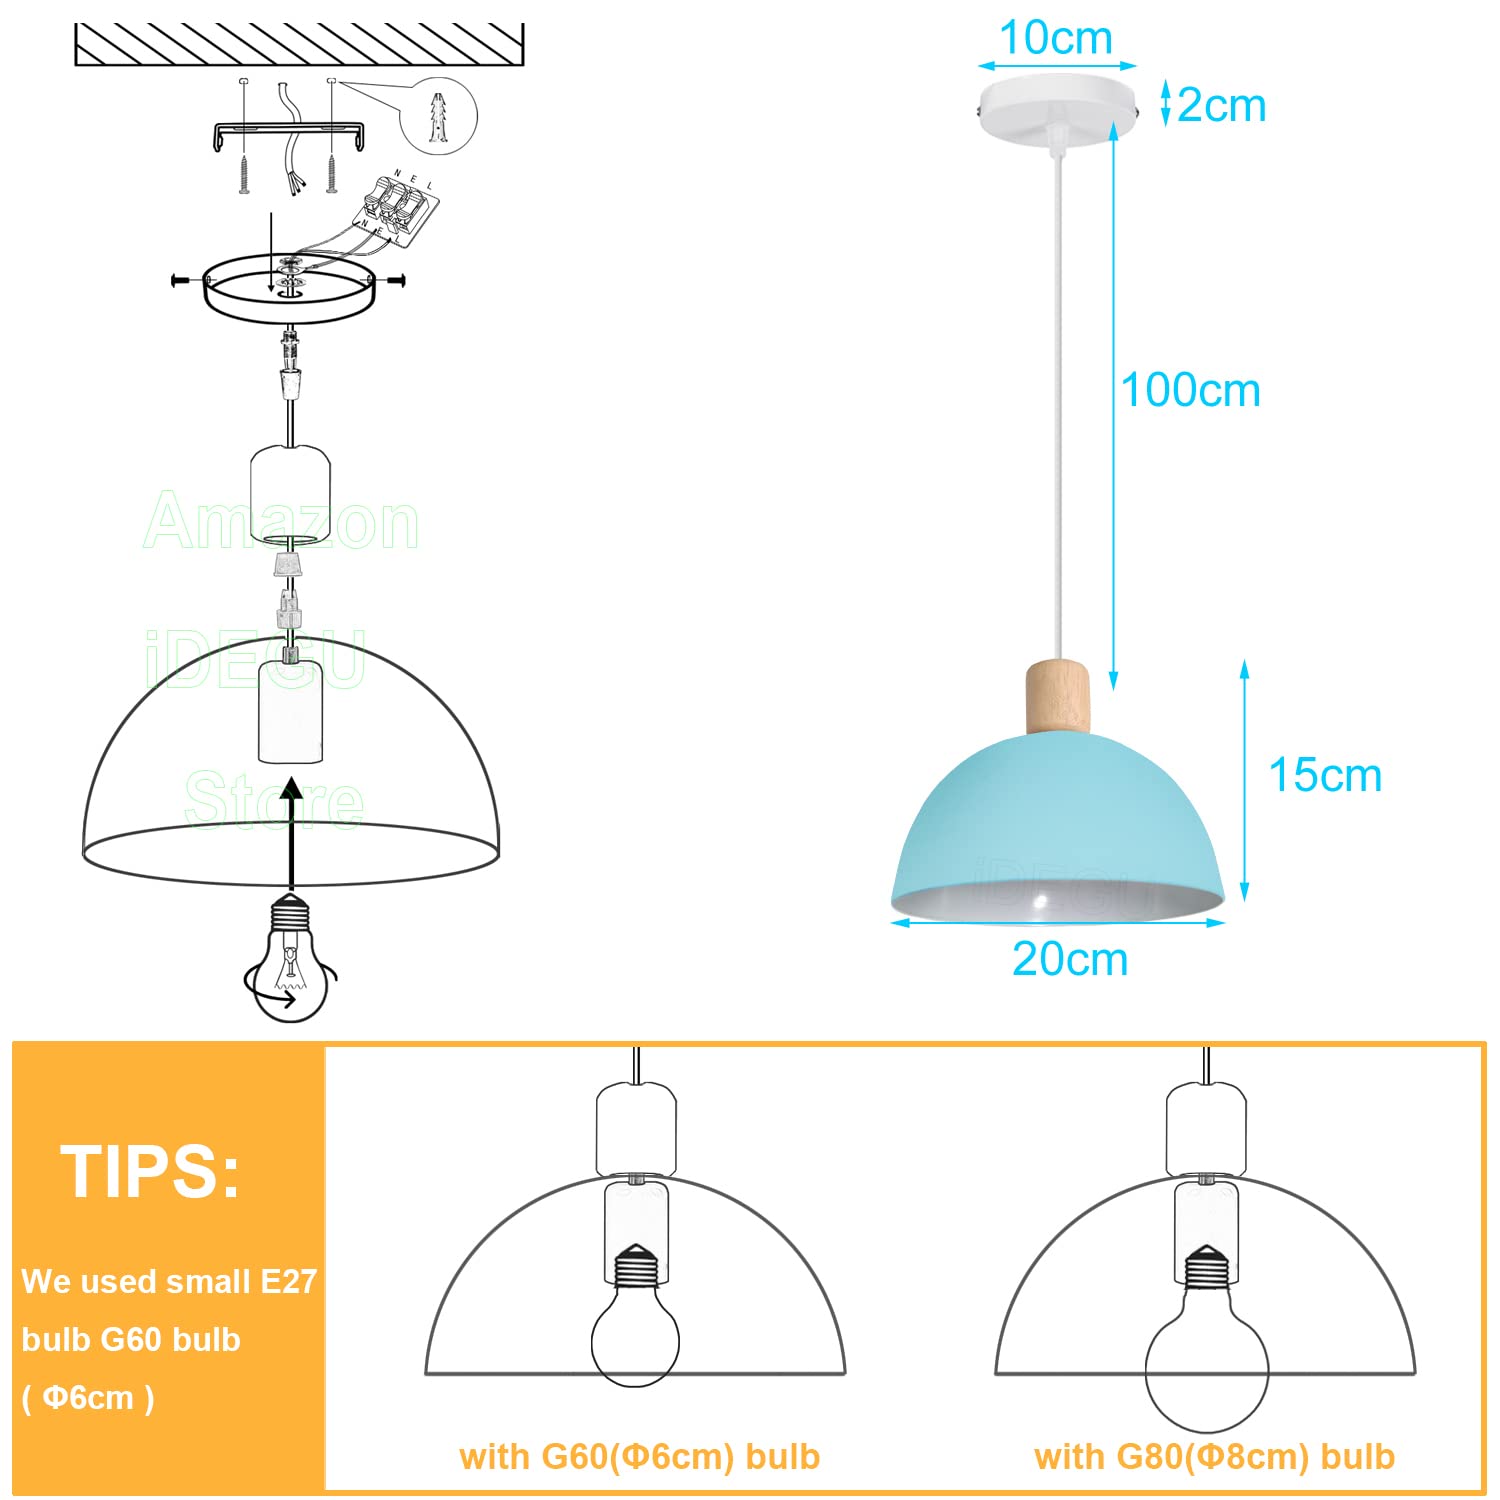 10cm
2cm
N E L
N E L
100cm
Amazon
iDEGU
Store
15cm
iDEGU
20cm
TIPS:
We used small E27
bulb G60 bulb
( Φ6cm )
with G60(Φ6cm) bulb
with G80(Φ8cm) bulb